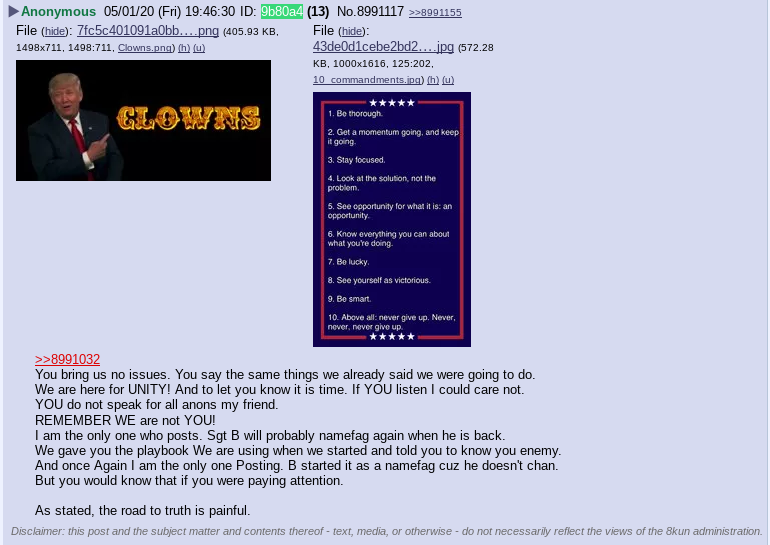 ▶Anonymous 05/01/20 (Fri) 19:46:30 ID: 9b80a4 (13) No.8991117 >>8991155
File (hide): 7fc5c401091a0bb….png (405.93 KB,
1498x711, 1498:711, Clowns.png) (h) (u)
CLOWNS
File (hide):
43de0d1cebe2bd2….jpg (572.28
KB, 1000x1616, 125:202,
10_commandments.jpg) (h) (u)
1. Be thorough.
2. Get a momentum going, and keep
it going.
3. Stay focused.
4. Look at the solution, not the
problem.
5. See opportunity for what it is: an
opportunity.
6. Know everything you can about
what you're doing.
7. Be lucky.
8. See yourself as victorious.
9. Be smart.
10. Above all: never give up. Never,
never, never give up.
>>8991032
You bring us no issues. You say the same things we already said we were going to do.
We are here for UNITY! And to let you know it is time. If YOU listen I could care not.
YOU do not speak for all anons my friend.
REMEMBER WE are not YOU!
I am the only one who posts. Sgt B will probably namefag again when he is back.
We gave you the playbook We are using when we started and told you to know you enemy.
And once Again I am the only one Posting. B started it as a namefag cuz he doesn't chan.
But you would know that if you were paying attention.
As stated, the road to truth is painful.
Disclaimer: this post and the subject matter and contents thereof - text, media, or otherwise - do not necessarily reflect the views of the 8kun administration.